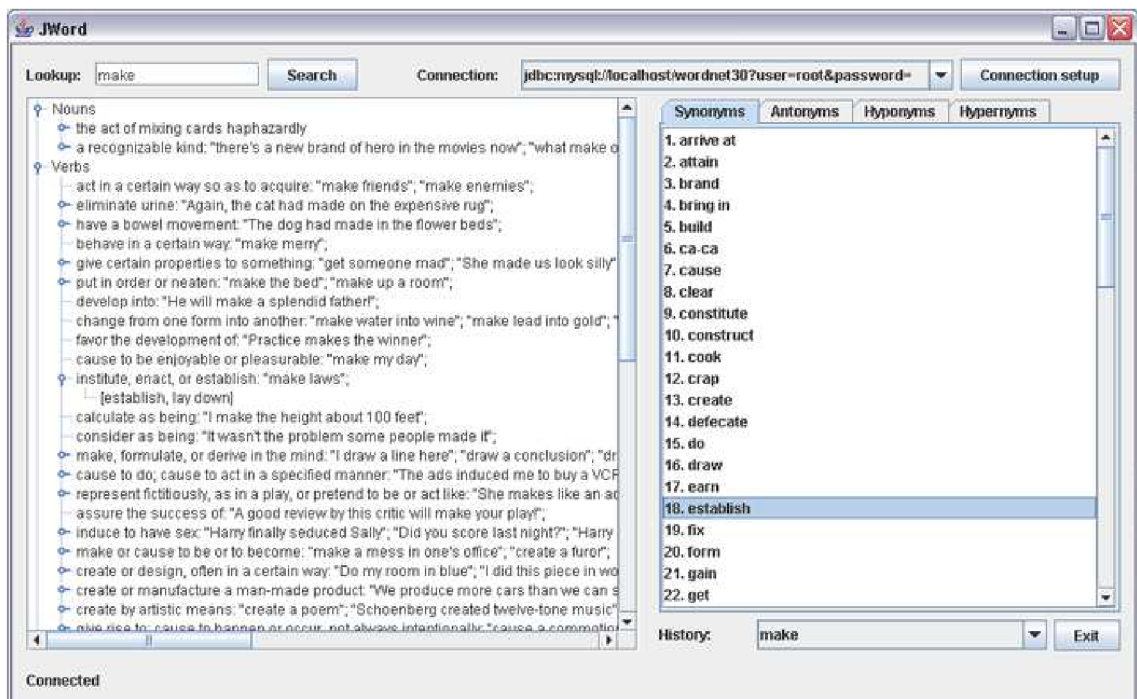 JWord
Lookup: make Search Connection: jdbc:mysql://localhost/wordnet30?user=root&password= Connection setup
Nouns
the act of mixing cards haphazardly
a recognizable kind: "there's a new brand of hero in the movies now"; "what make o
Verbs
act in a certain way so as to acquire: "make friends"; "make enemies";
eliminate urine: "Again, the cat had made on the expensive rug";
have a bowel movement: "The dog had made in the flower beds";
behave in a certain way: "make merry";
give certain properties to something: "get someone mad"; "She made us look silly"
put in order or neaten: "make the bed"; "make up a room";
develop into: "He will make a splendid father!";
change from one form into another: "make water into wine"; "make lead into gold"; "
favor the development of: "Practice makes the winner";
cause to be enjoyable or pleasurable: "make my day";
institute, enact, or establish: "make laws";
[establish, lay down]
calculate as being: "I make the height about 100 feet";
consider as being: "It wasn't the problem some people made it";
make, formulate, or derive in the mind: "I draw a line here"; "draw a conclusion"; "dr
cause to do; cause to act in a specified manner: "The ads induced me to buy a VCR
represent fictitiously, as in a play, or pretend to be or act like: "She makes like an ac
assure the success of: "A good review by this critic will make your play!";
induce to have sex: "Harry finally seduced Sally"; "Did you score last night?"; "Harry
make or cause to be or to become: "make a mess in one's office"; "create a furor";
create or design, often in a certain way: "Do my room in blue"; "I did this piece in wo
create or manufacture a man-made product: "We produce more cars than we can s
create by artistic means: "create a poem"; "Schoenberg created twelve-tone music"
give rise to; cause to happen or occur, not always intentionally: "cause a commotion
Synonyms Antonyms Hyponyms Hypernyms
1. arrive at
2. attain
3. brand
4. bring in
5. build
6. ca-ca
7. cause
8. clear
9. constitute
10. construct
11. cook
12. crap
13. create
14. defecate
15. do
16. draw
17. earn
18. establish
19. fix
20. form
21. gain
22. get
History: make Exit
Connected